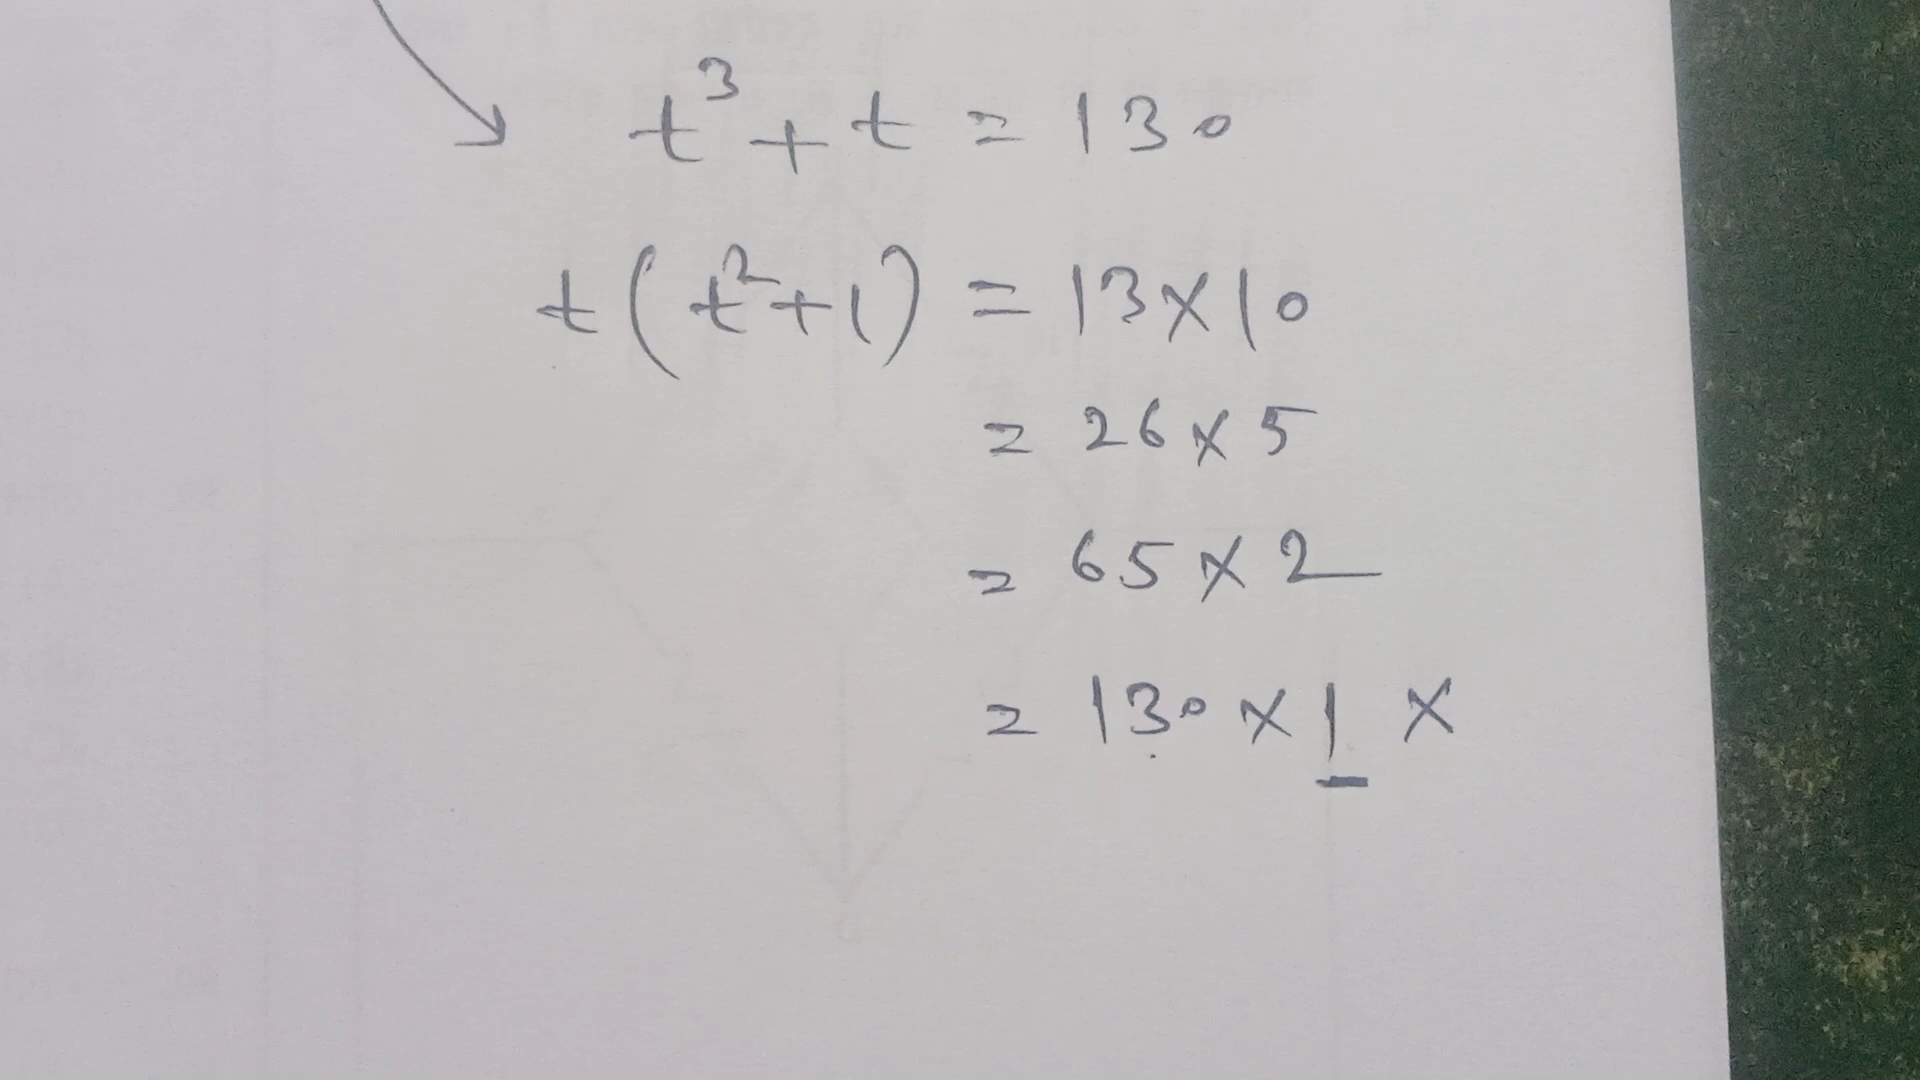 t³ + t = 130
t(t²+1) = 13×10
= 26×5
= 65×2
= 130×1 ×